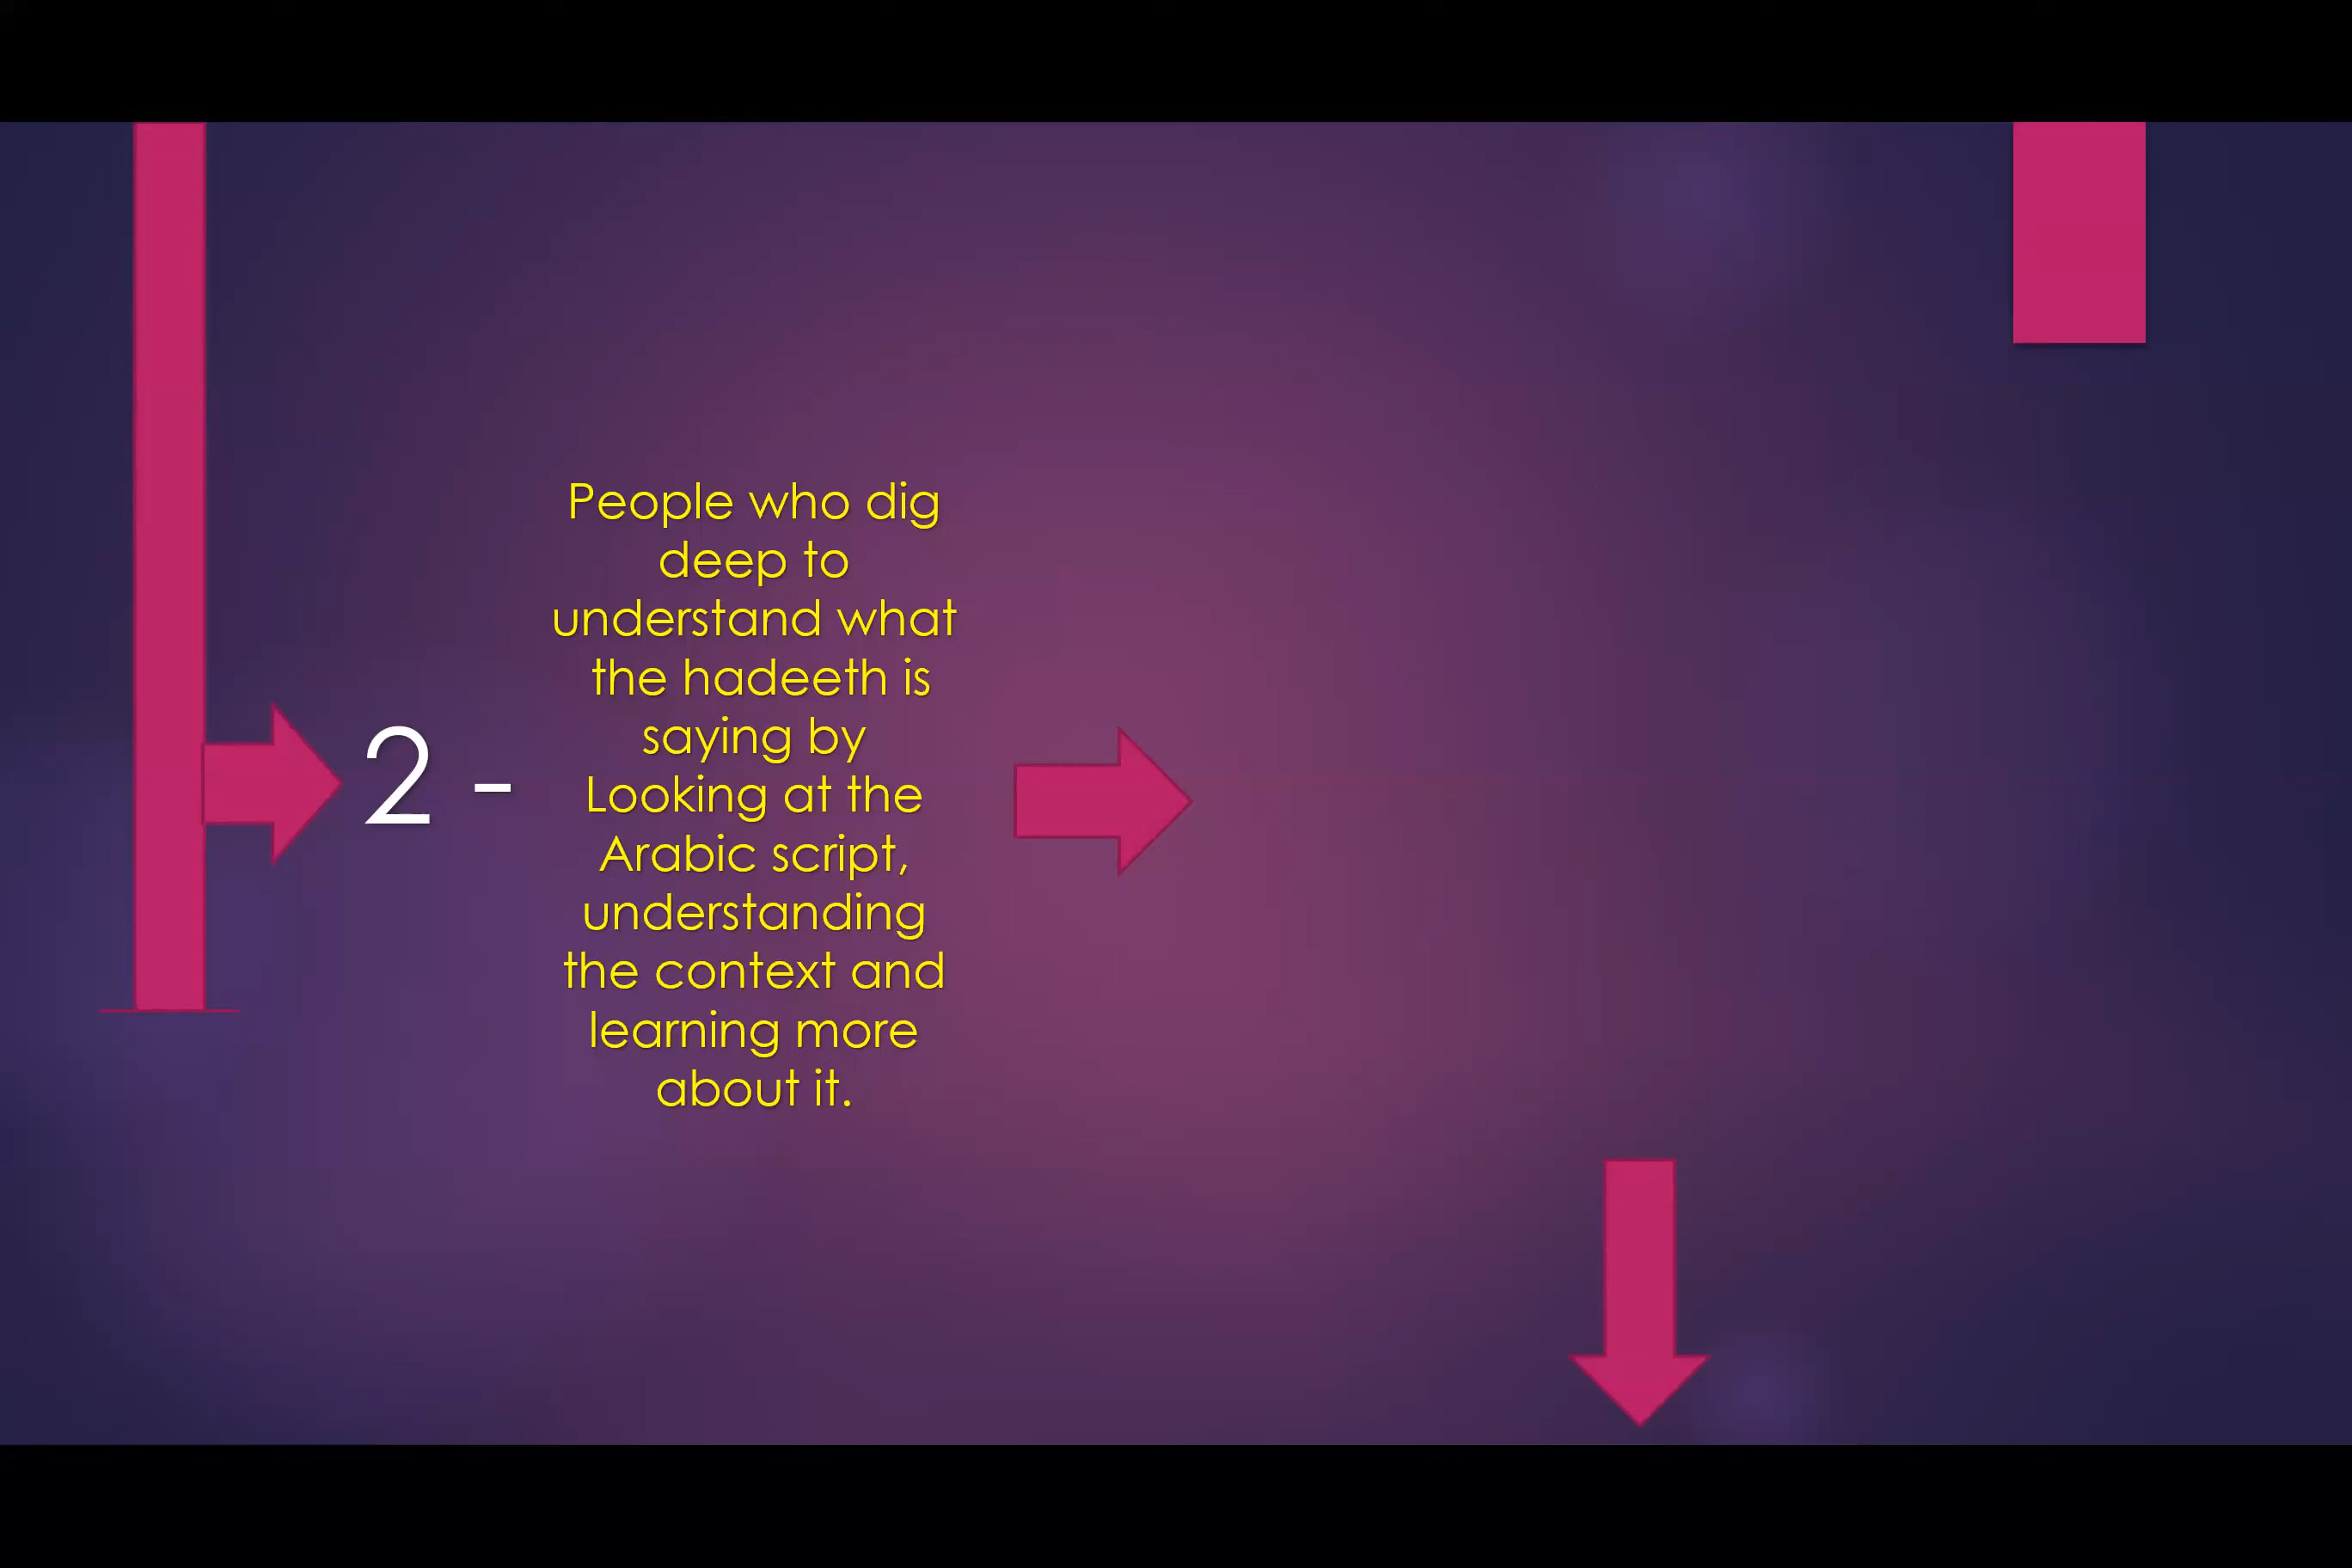 2 -
People who dig
deep to
understand what
the hadeeth is
saying by
Looking at the
Arabic script,
understanding
the context and
learning more
about it.